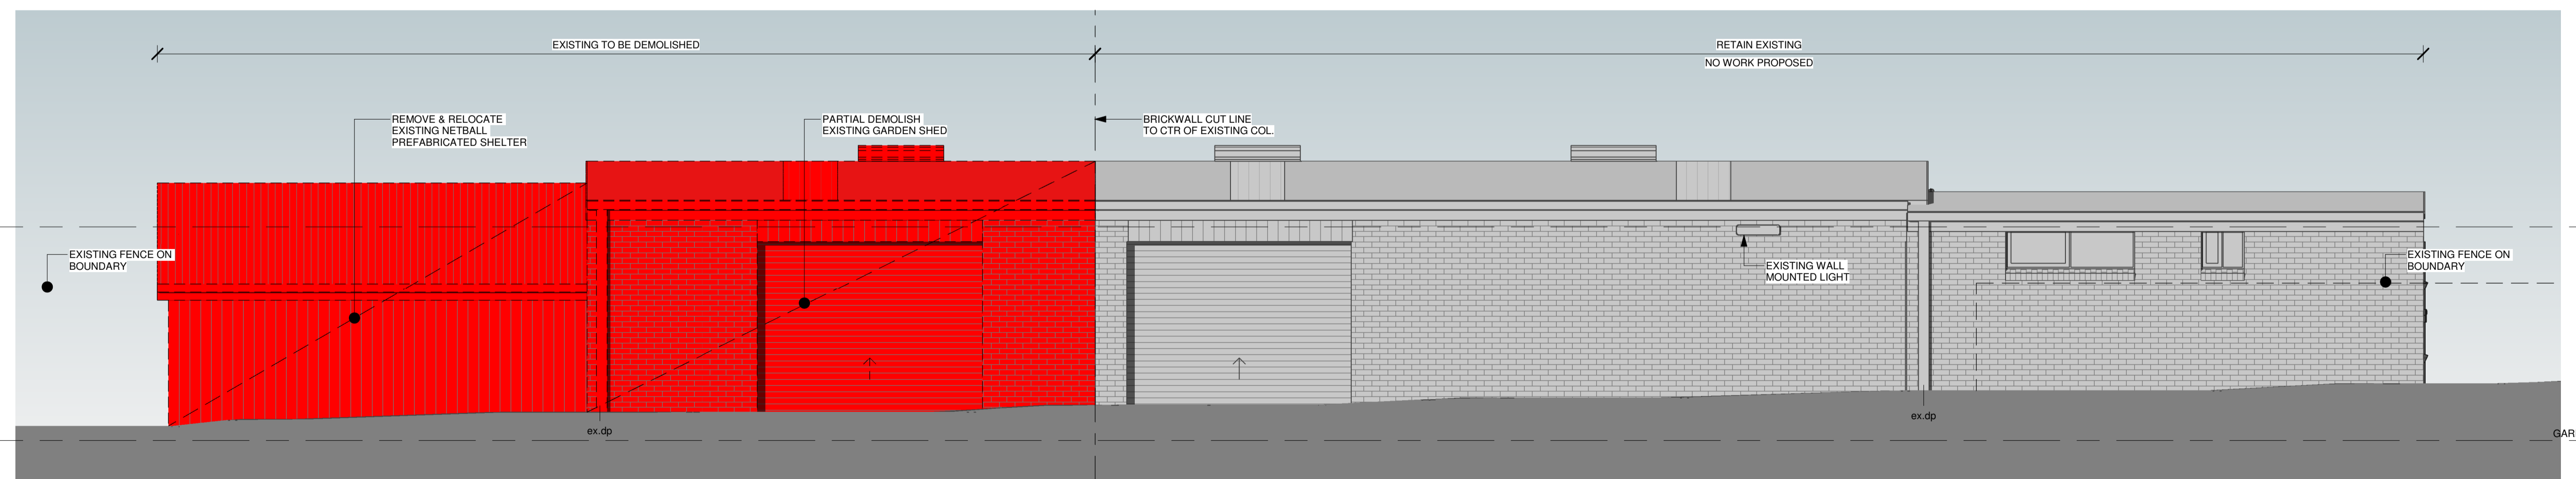 EXISTING TO BE DEMOLISHED
RETAIN EXISTING
NO WORK PROPOSED
REMOVE & RELOCATE
EXISTING NETBALL
PREFABRICATED SHELTER
PARTIAL DEMOLISH
EXISTING GARDEN SHED
BRICKWALL CUT LINE
TO CTR OF EXISTING COL.
EXISTING FENCE ON
BOUNDARY
EXISTING WALL
MOUNTED LIGHT
EXISTING FENCE ON
BOUNDARY
ex.dp
ex.dp
GAR